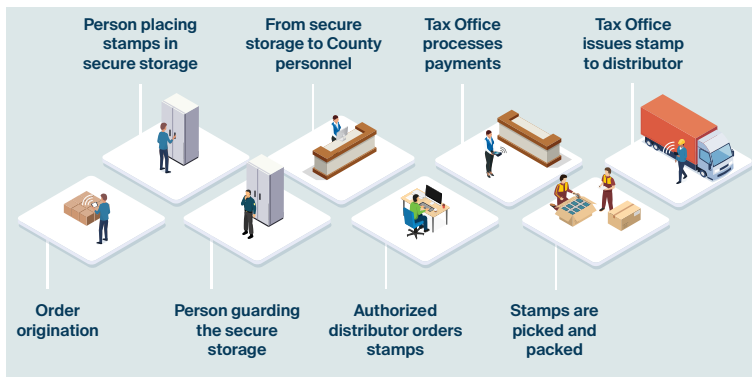 Person placing
stamps in
secure storage
From secure
storage to County
personnel
Tax Office
processes
payments
Tax Office
issues stamp
to distributor
Order
origination
Person guarding
the secure
storage
Authorized
distributor orders
stamps
Stamps are
picked and
packed